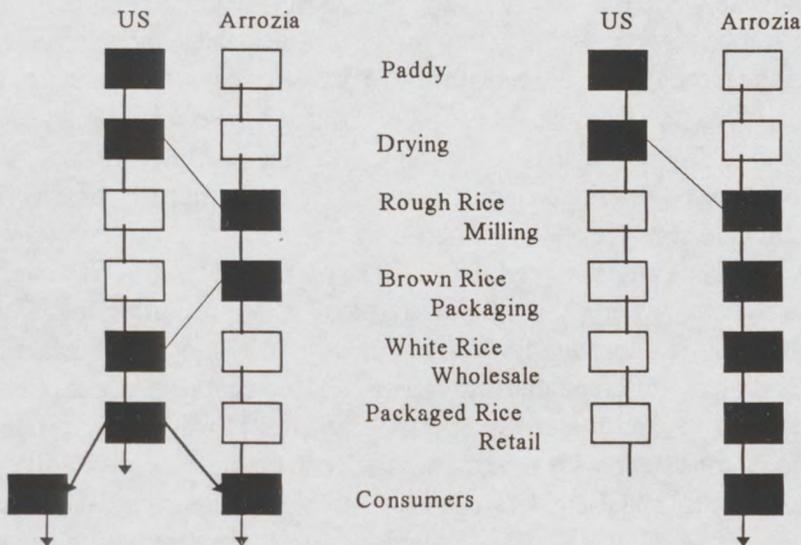 US Arrozia US Arrozia
Paddy
Drying
Rough Rice
Milling
Brown Rice
Packaging
White Rice
Wholesale
Packaged Rice
Retail
Consumers